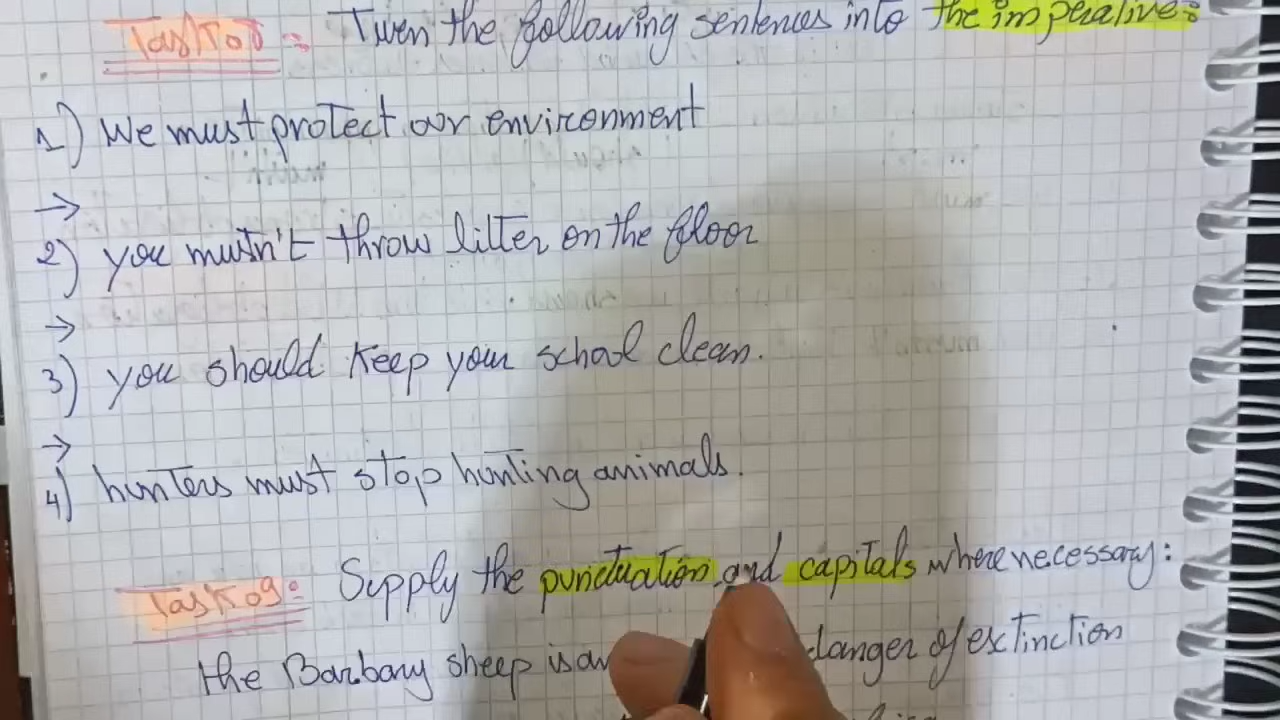 Task 08: Turn the following sentences into the imperative:
1) We must protect our environment
→
2) you mustn't throw litter on the floor
→
3) you should keep your school clean.
→
4) hunters must stop hunting animals.
Task 09: Supply the punctuation and capitals where necessary:
the Barbary sheep is danger of extinction